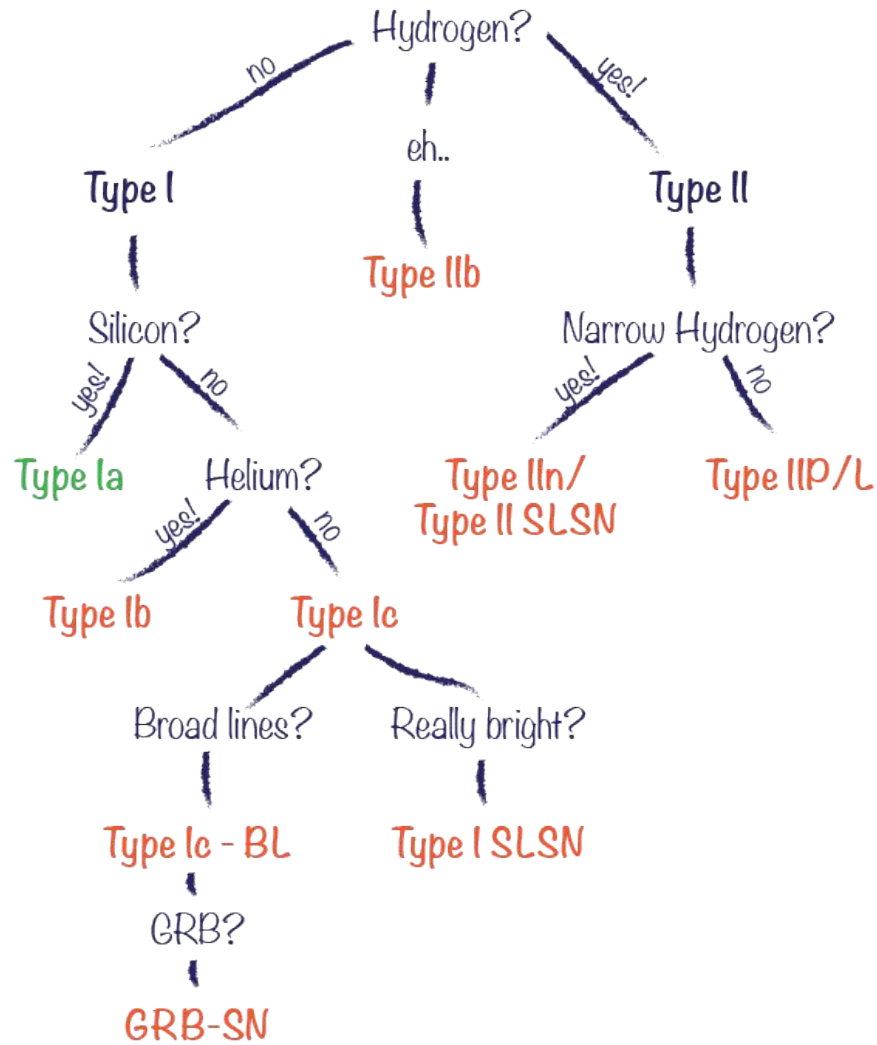 Hydrogen?
no
yes!
eh..
Type I
Type II
Type IIb
Silicon?
Narrow Hydrogen?
yes!
no
yes!
no
Type Ia
Helium?
Type IIn/
Type II SLSN
Type IIP/L
yes!
no
Type Ib
Type Ic
Broad lines?
Really bright?
Type Ic - BL
Type I SLSN
GRB?
GRB-SN